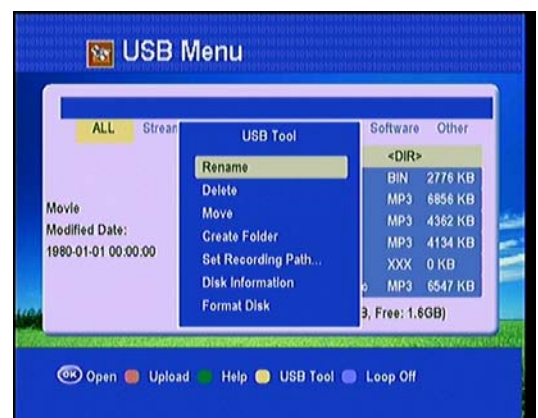 USB Menu
ALL Stream Software Other
USB Tool
Rename
Delete
Move
Create Folder
Set Recording Path...
Disk Information
Format Disk
<DIR>
BIN 2776 KB
MP3 6856 KB
MP3 4362 KB
MP3 4134 KB
XXX 0 KB
MP3 6547 KB
Movie
Modified Date:
1980-01-01 00:00:00
Free: 1.6GB)
OK Open Upload Help USB Tool Loop Off